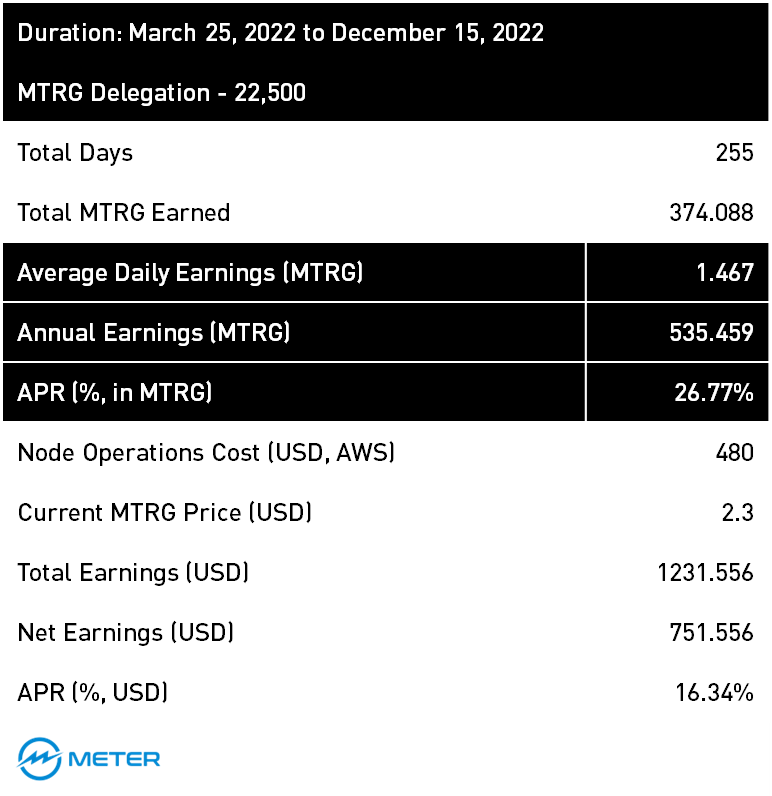 Duration: March 25, 2022 to December 15, 2022
MTRG Delegation - 22,500
Total Days 255
Total MTRG Earned 374.088
Average Daily Earnings (MTRG) 1.467
Annual Earnings (MTRG) 535.459
APR (%, in MTRG) 26.77%
Node Operations Cost (USD, AWS) 480
Current MTRG Price (USD) 2.3
Total Earnings (USD) 1231.556
Net Earnings (USD) 751.556
APR (%, USD) 16.34%
METER